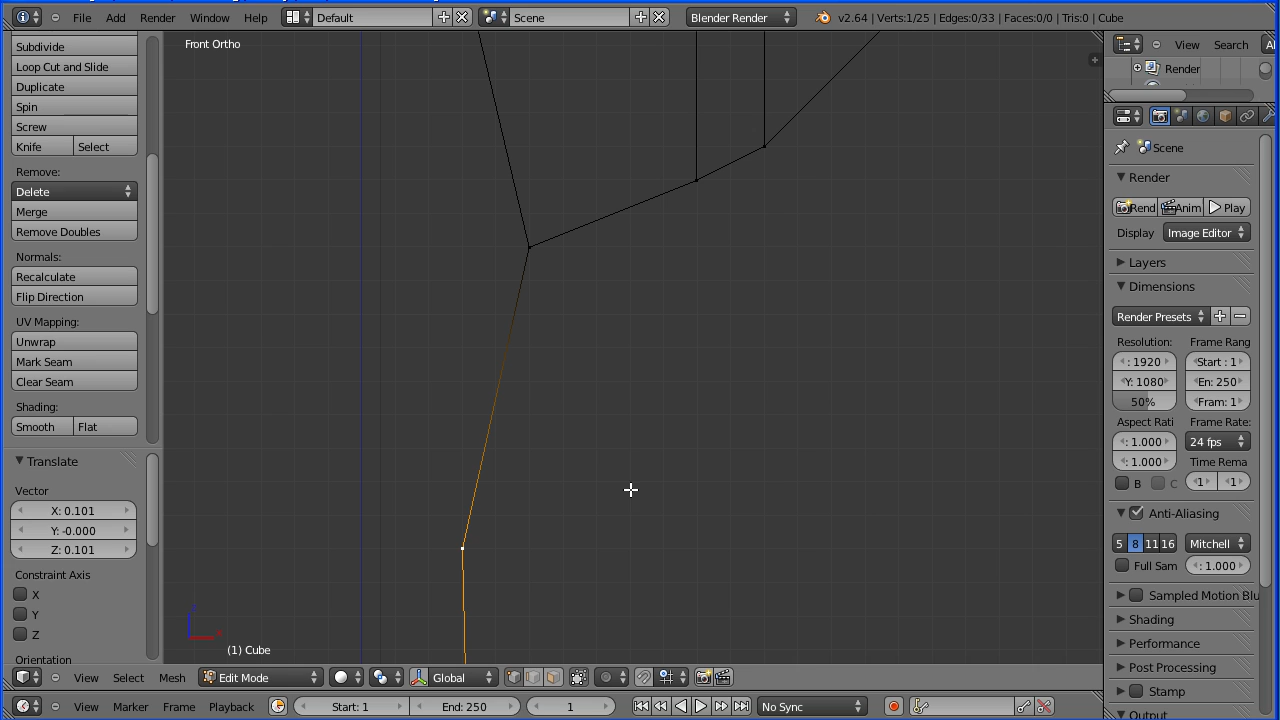 File Add Render Window Help Default Scene Blender Render v2.64 | Verts:1/25 | Edges:0/33 | Faces:0/0 | Tris:0 | Cube
Subdivide
Loop Cut and Slide
Duplicate
Spin
Screw
Knife Select
Remove:
Delete
Merge
Remove Doubles
Normals:
Recalculate
Flip Direction
UV Mapping:
Unwrap
Mark Seam
Clear Seam
Shading:
Smooth Flat
Translate
Vector
X: 0.101
Y: -0.000
Z: 0.101
Constraint Axis
X
Y
Z
Orientation
Front Ortho
(1) Cube
View Select Mesh Edit Mode Global
View Marker Frame Playback Start: 1 End: 250 1 No Sync
View Search Al
Render
Scene
Render
Rend Anim Play
Display Image Editor
Layers
Dimensions
Render Presets
Resolution: Frame Rang
: 1920 Start : 1
Y: 1080 En: 250
50% Fram: 1
Aspect Rati Frame Rate:
: 1.000 24 fps
: 1.000 Time Rema
B C 1 1
Anti-Aliasing
5 8 11 16 Mitchell
Full Sam : 1.000
Sampled Motion Blu
Shading
Performance
Post Processing
Stamp
Output